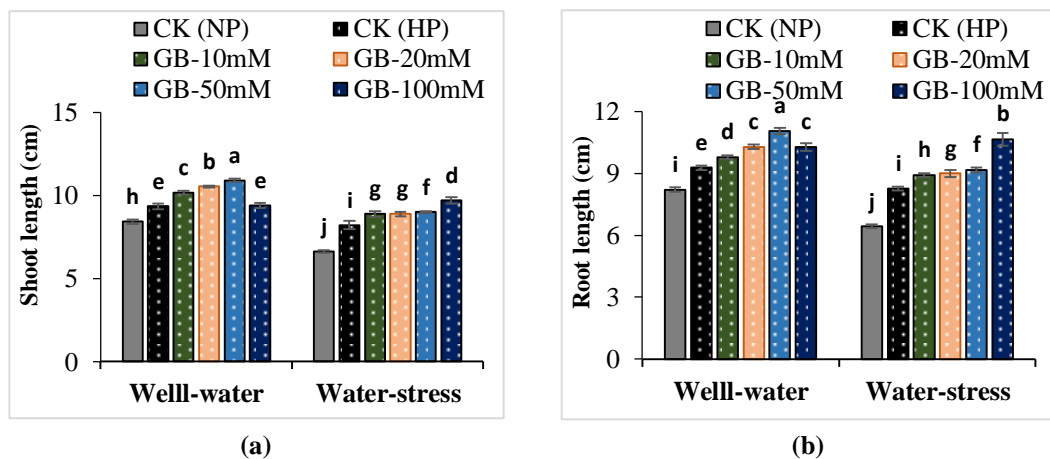 CK (NP) CK (HP)
GB-10mM GB-20mM
GB-50mM GB-100mM
15
10
5
0
Shoot length (cm)
h e c b a e j i g g f d
Welll-water Water-stress
(a)
CK (NP) CK (HP)
GB-10mM GB-20mM
GB-50mM GB-100mM
12
9
6
3
0
Root length (cm)
i e d c a c j i h g f b
Welll-water Water-stress
(b)